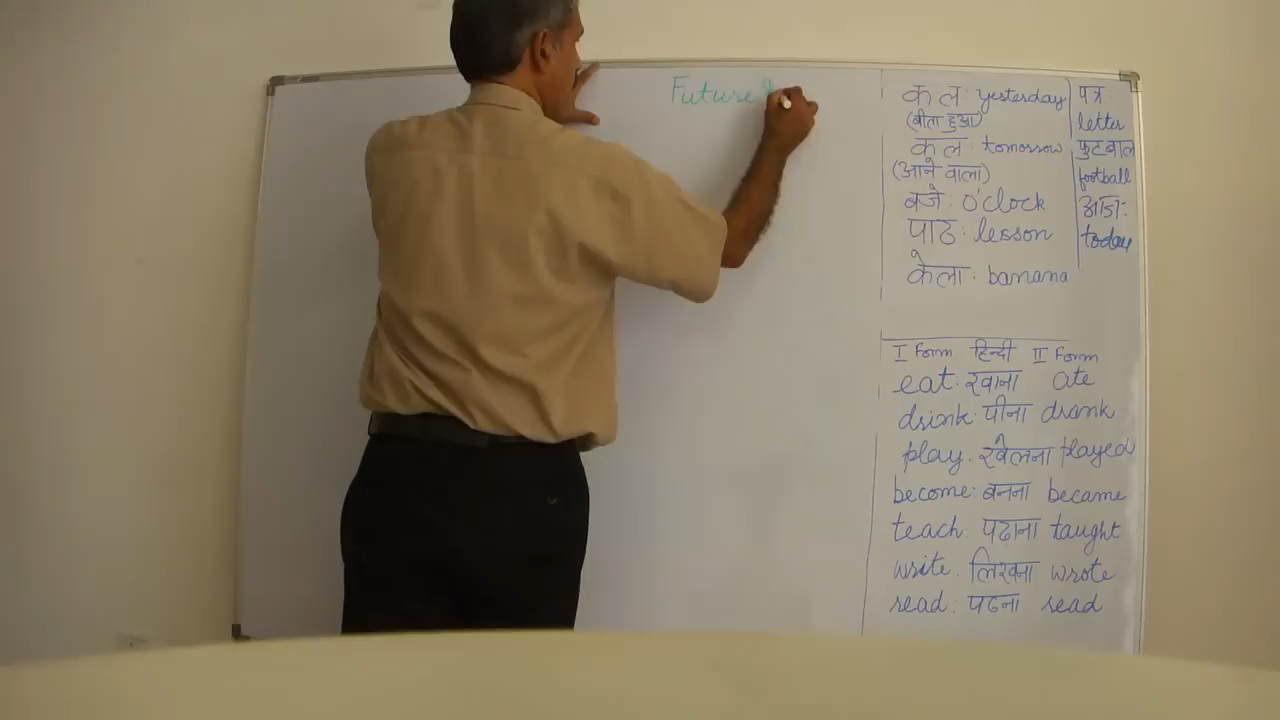 Future
कल: yesterday
(बीता हुआ)
कल: tomorrow
(आने वाला)
बजे: o'clock
पाठ: lesson
केला: banana
पत्र:
letter
फुटबाल
football
आज:
today
I Form हिन्दी II Form
eat. खाना ate
drink: पीना drank
play. खेलना played
become: बनना became
teach: पढाना taught
write. लिखना wrote
read. पढना read